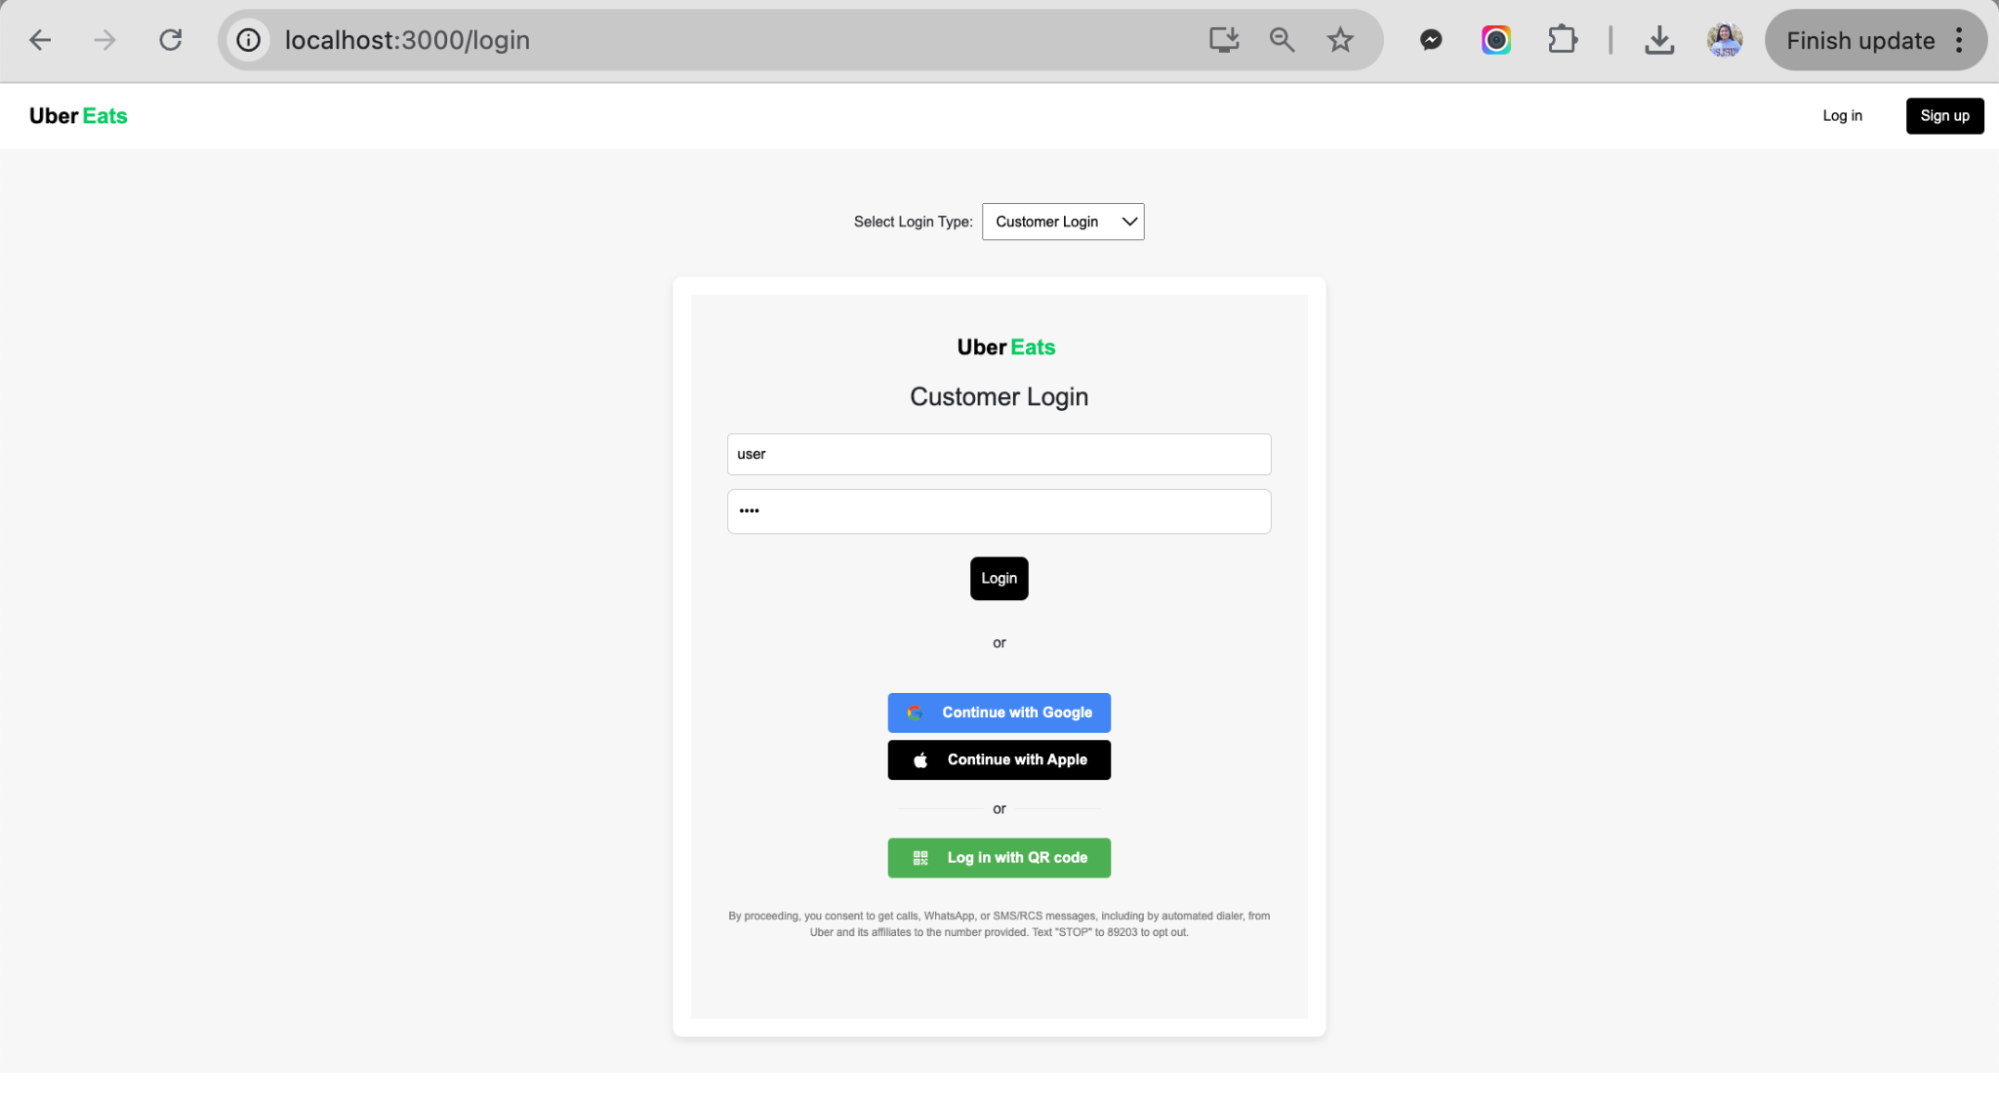 localhost:3000/login
Finish update
Uber Eats
Log in
Sign up
Select Login Type: Customer Login
Uber Eats
Customer Login
user
••••
Login
or
Continue with Google
Continue with Apple
or
Log in with QR code
By proceeding, you consent to get calls, WhatsApp, or SMS/RCS messages, including by automated dialer, from
Uber and its affiliates to the number provided. Text "STOP" to 89203 to opt out.